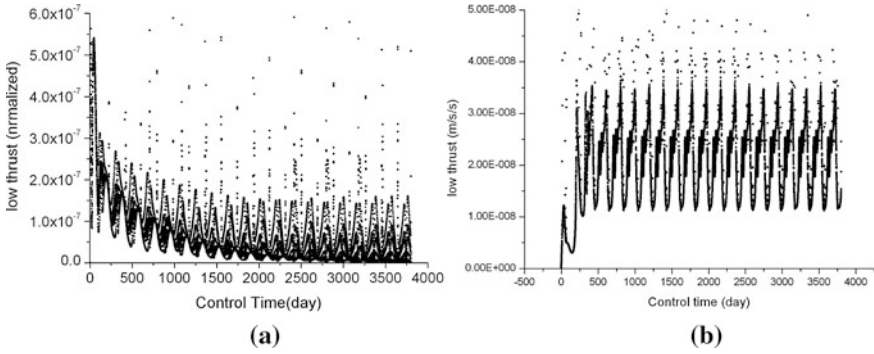 low thrust (nrmalized)
6.0x10⁻⁷
5.0x10⁻⁷
4.0x10⁻⁷
3.0x10⁻⁷
2.0x10⁻⁷
1.0x10⁻⁷
0.0
0 500 1000 1500 2000 2500 3000 3500 4000
Control Time(day)
(a)
low thrust (m/s/s)
5.00E-008
4.00E-008
3.00E-008
2.00E-008
1.00E-008
0.00E+000
-500 0 500 1000 1500 2000 2500 3000 3500 4000
Control time (day)
(b)